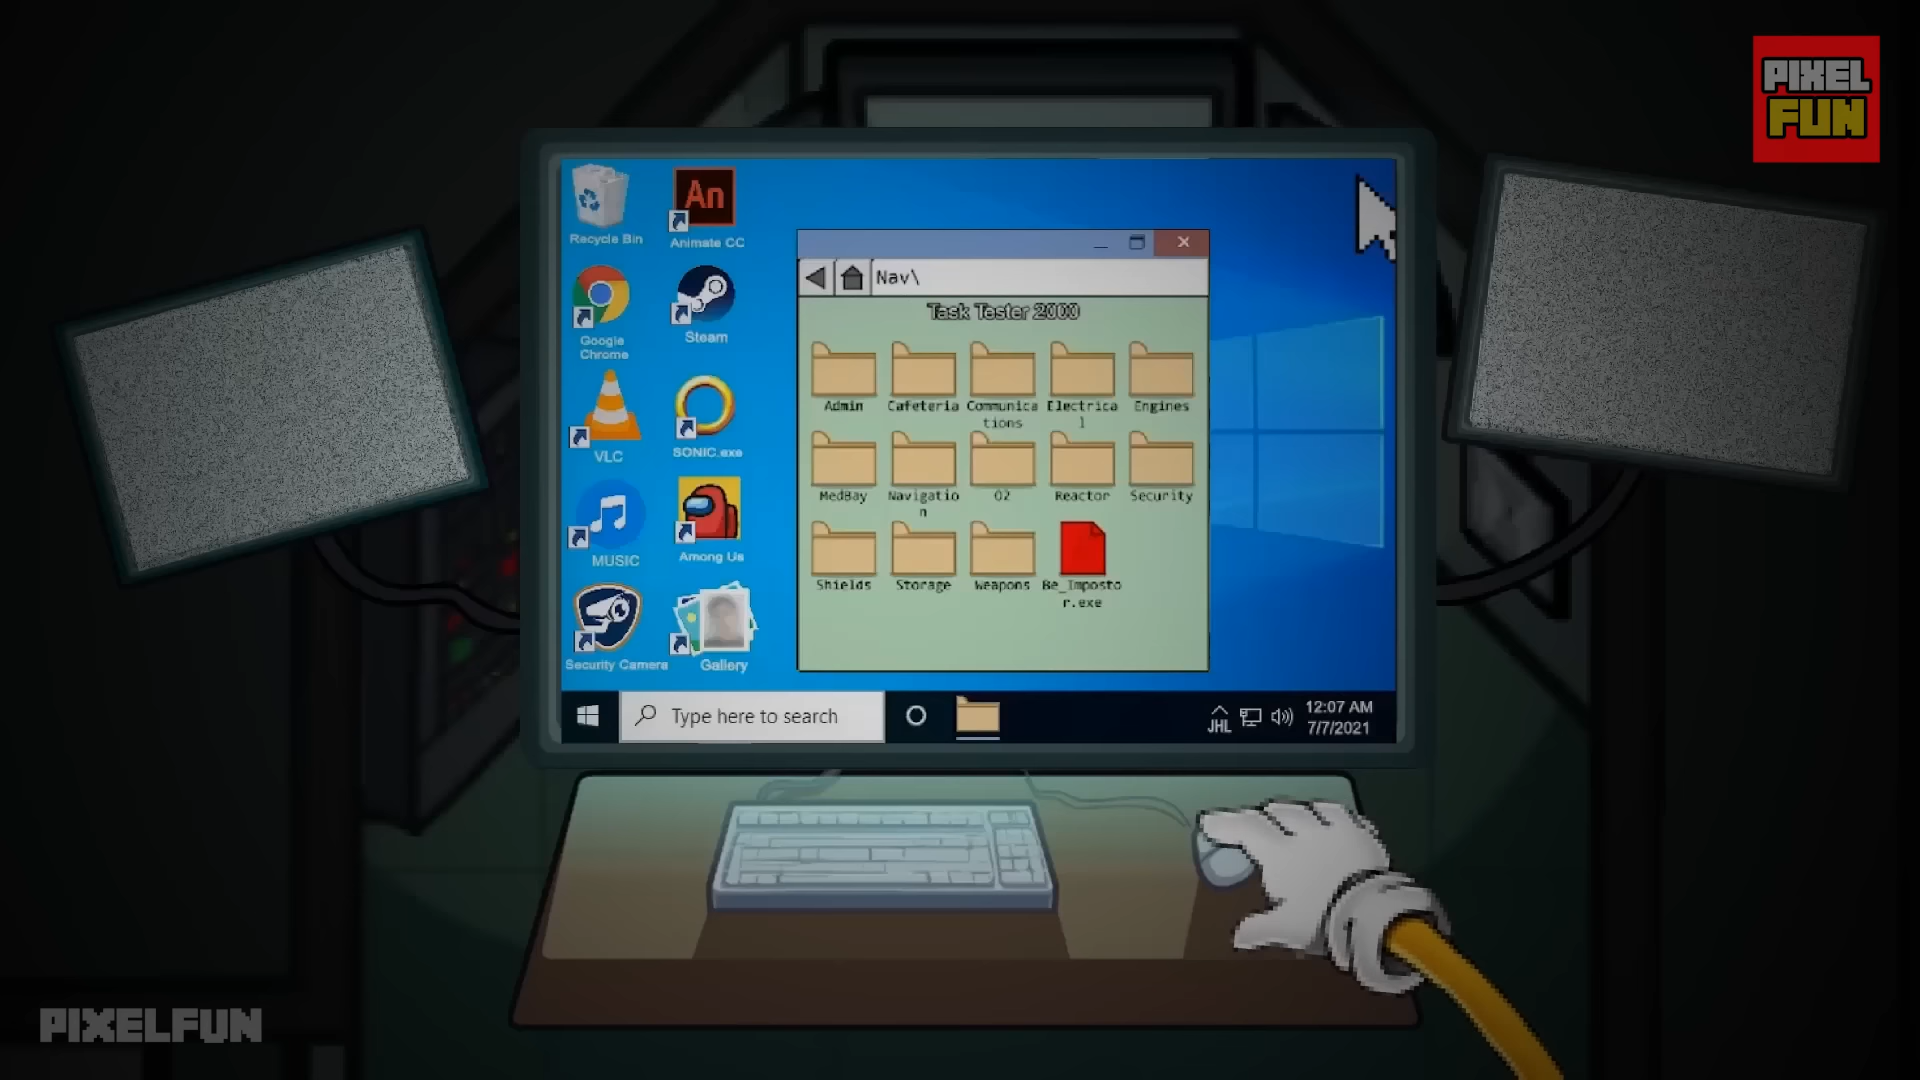 PIXEL
FUN
Recycle Bin
An
Animate CC
Google
Chrome
Steam
VLC
SONIC.exe
MUSIC
Among Us
Security Camera
Gallery
Nav\
Task Tester 2000
Admin
Cafeteria
Communica
tions
Electrica
l
Engines
MedBay
Navigatio
n
O2
Reactor
Security
Shields
Storage
Weapons
Be_Imposto
r.exe
Type here to search
JHL
12:07 AM
7/7/2021
PIXELFUN